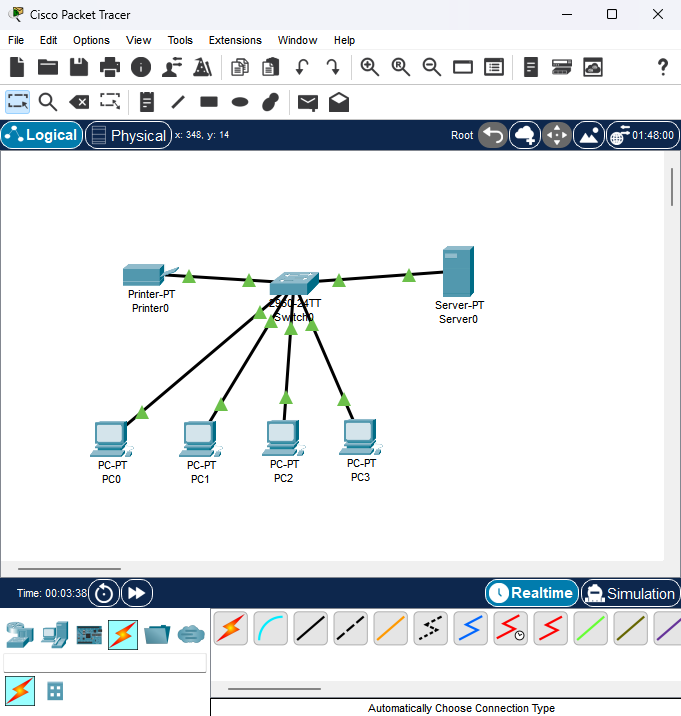 Cisco Packet Tracer
File Edit Options View Tools Extensions Window Help
Logical Physical x: 348, y: 14 Root 01:48:00
Printer-PT
Printer0
2960-24TT
Switch0
Server-PT
Server0
PC-PT
PC0
PC-PT
PC1
PC-PT
PC2
PC-PT
PC3
Time: 00:03:38 Realtime Simulation
Automatically Choose Connection Type